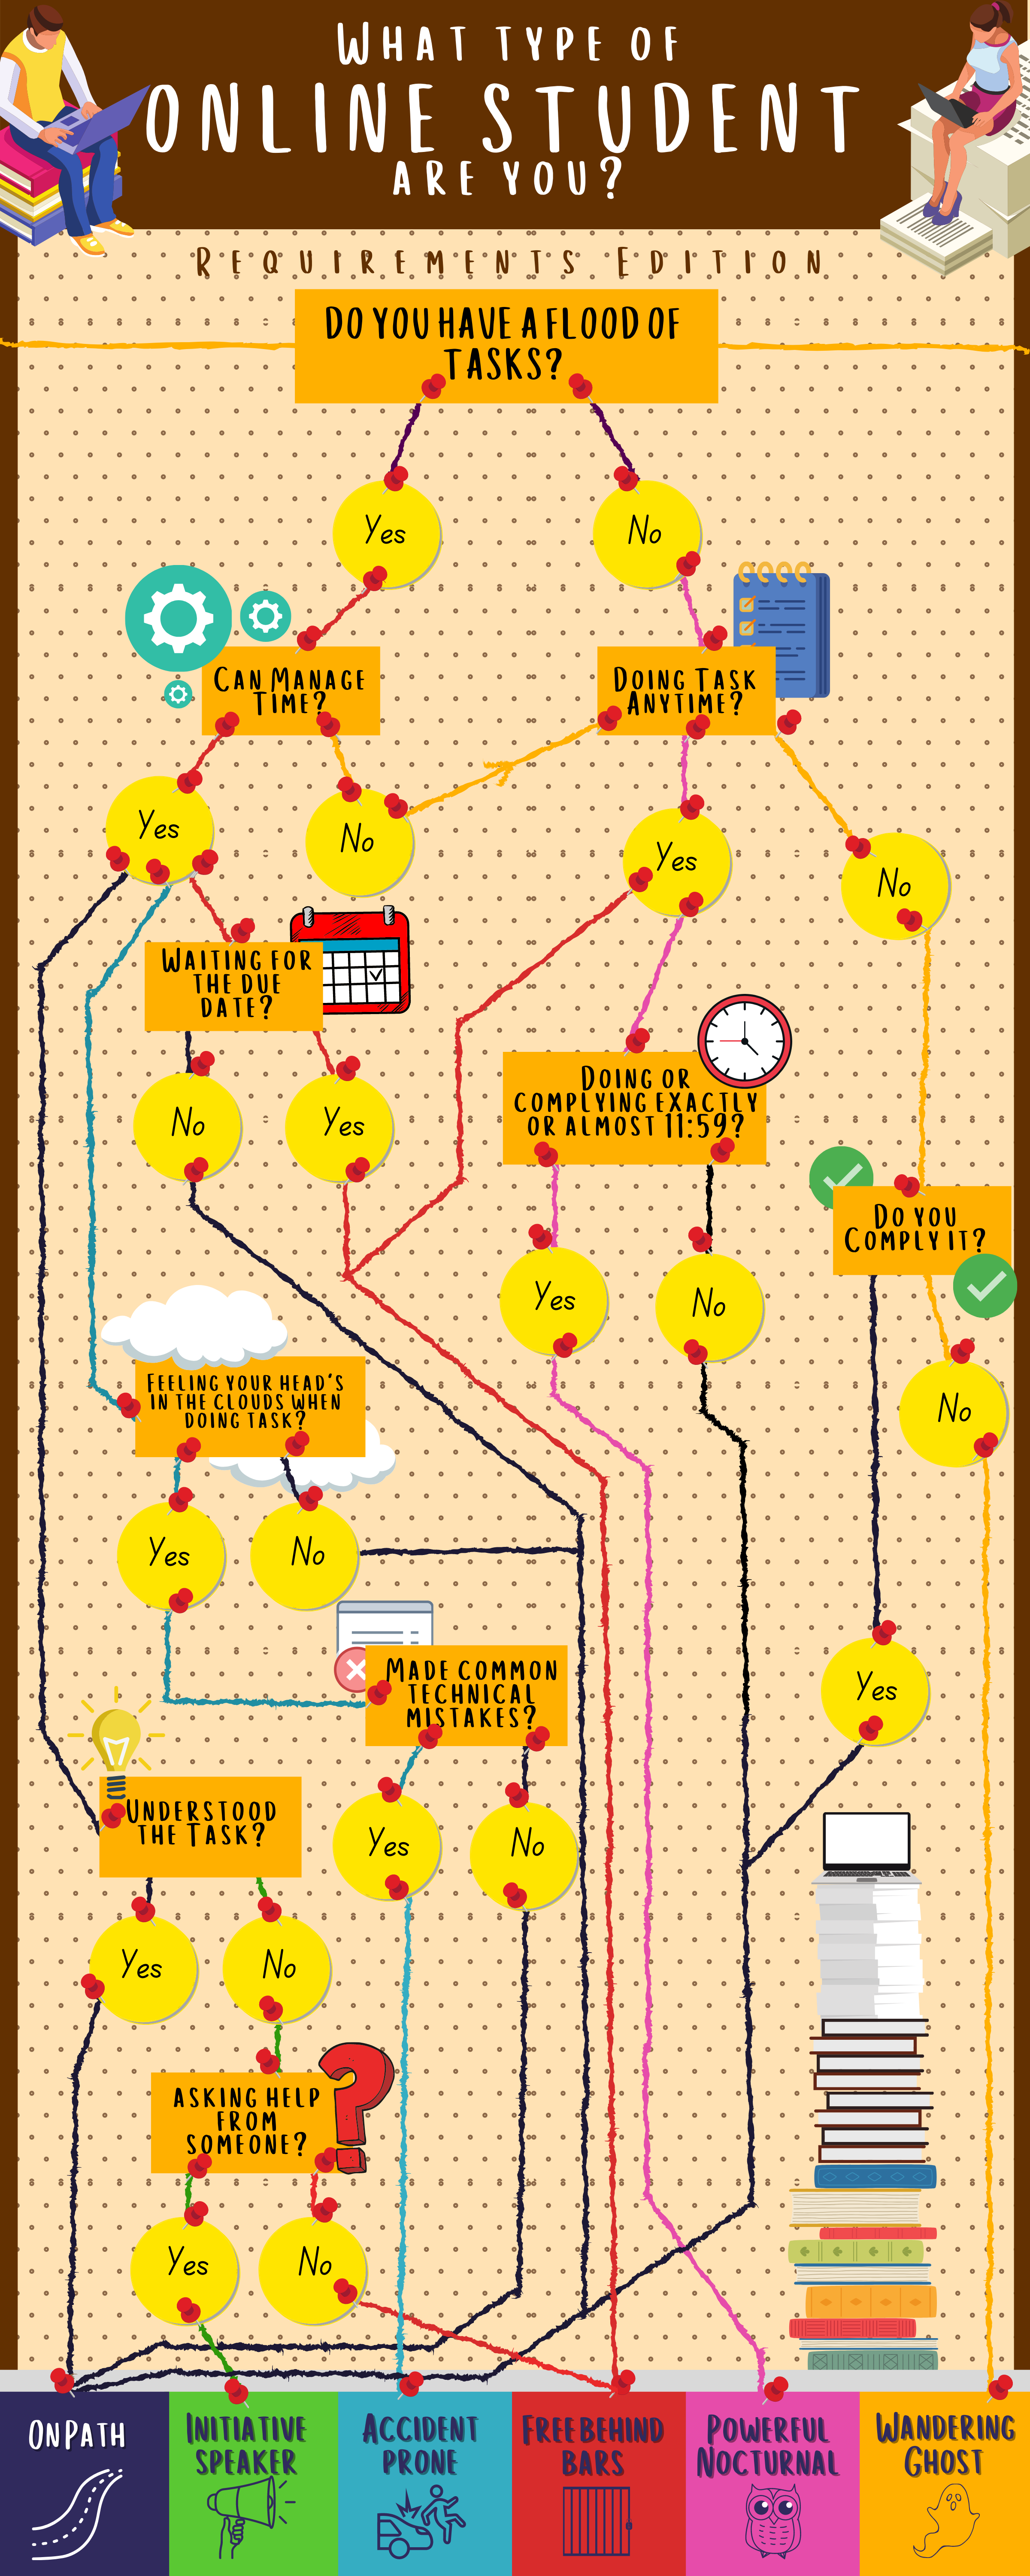 What type of
Online Student
are you?
Requirements Edition
Do you have a flood of
tasks?
Yes
No
Can Manage
Time?
Doing Task
Anytime?
Yes
No
Yes
No
Waiting for
the due
date?
Doing or
complying exactly
or almost 11:59?
No
Yes
Do you
Comply it?
Yes
No
Feeling your head's
in the clouds when
doing task?
No
Yes
No
Made common
technical
mistakes?
Yes
Understood
the Task?
Yes
No
Yes
No
Asking help
from
someone?
Yes
No
On Path
Initiative
Speaker
Accident
prone
Free behind
bars
Powerful
Nocturnal
Wandering
Ghost